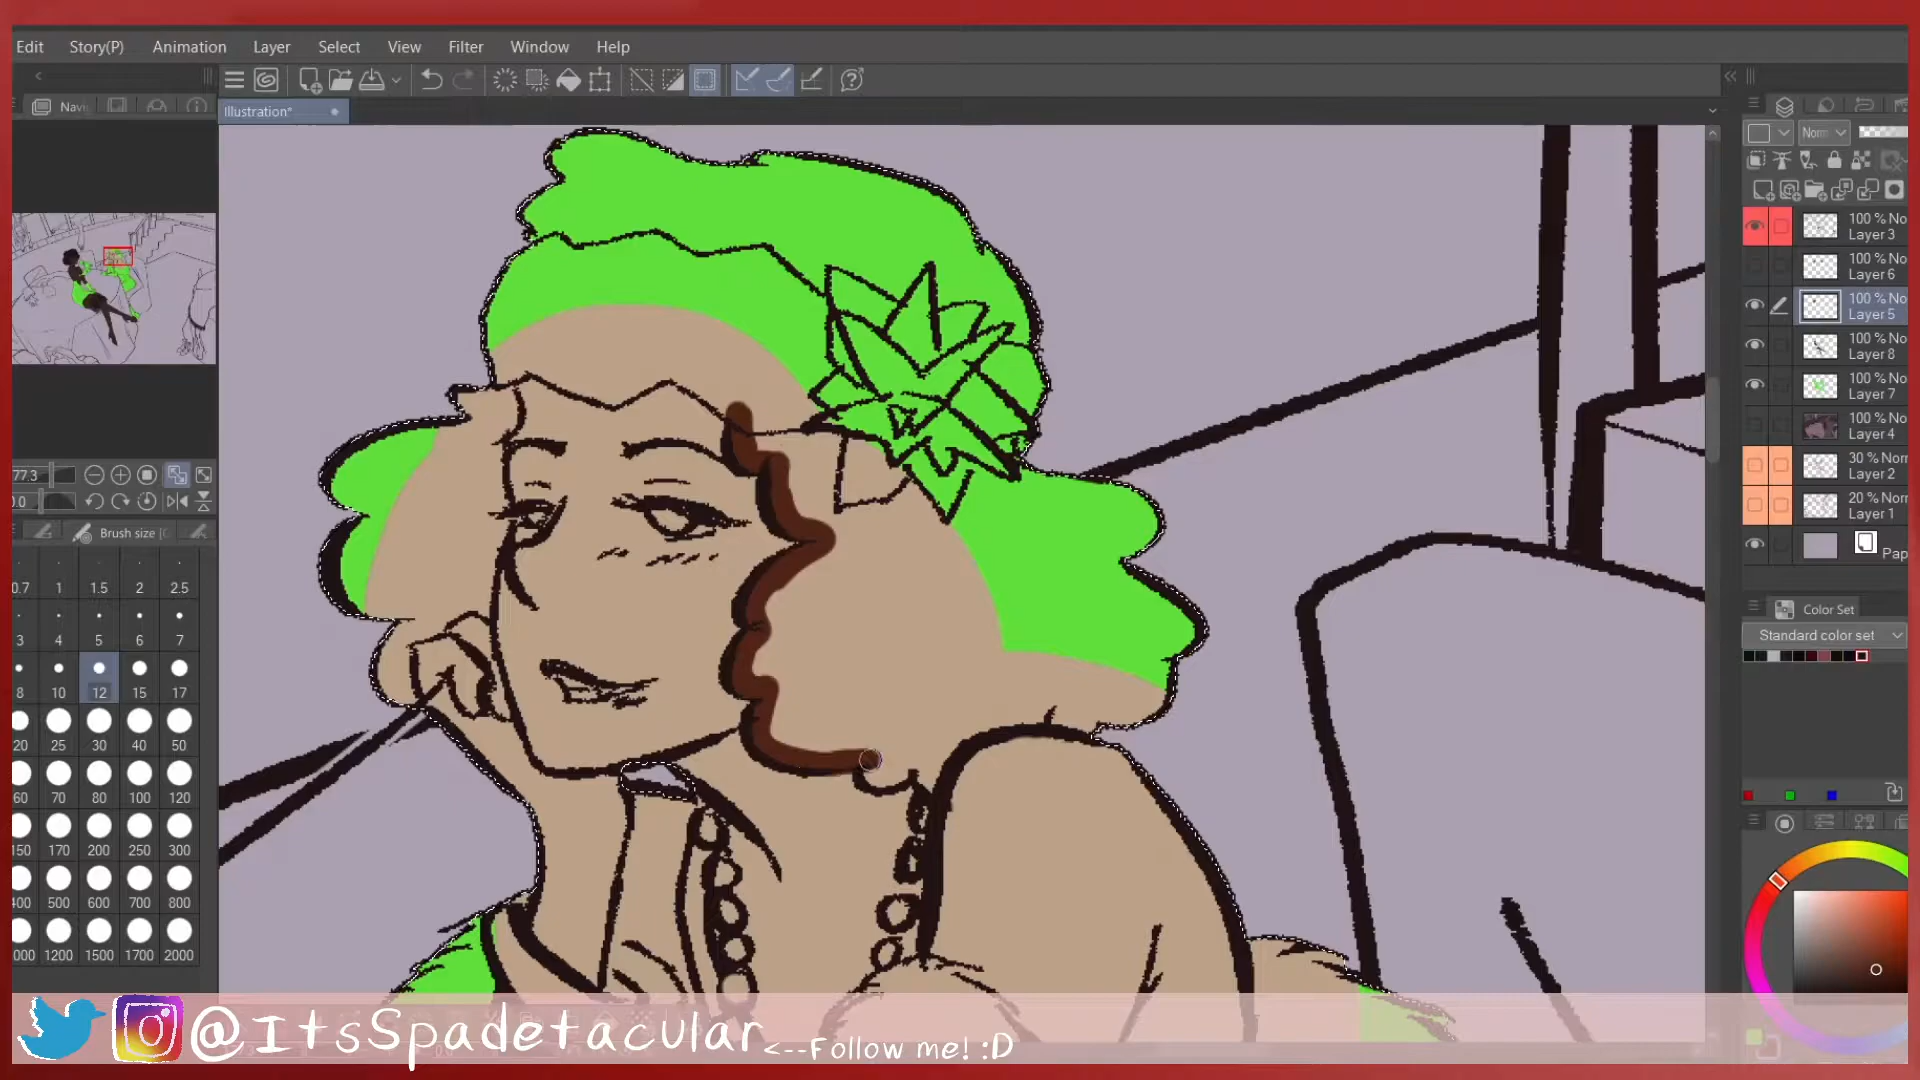 Edit Story(P) Animation Layer Select View Filter Window Help
Illustration*
Navi
77.3
0.0
Brush size [
0.7 1 1.5 2 2.5
3 4 5 6 7
8 10 12 15 17
20 25 30 40 50
60 70 80 100 120
150 170 200 250 300
400 500 600 700 800
000 1200 1500 1700 2000
Norm
100 % No
Layer 3
100 % No
Layer 6
100 % No
Layer 5
100 % No
Layer 8
100 % No
Layer 7
100 % No
Layer 4
30 % Norr
Layer 2
20 % Norr
Layer 1
Pap
Color Set
Standard color set
@ItsSpadetacular <---Follow me! :D